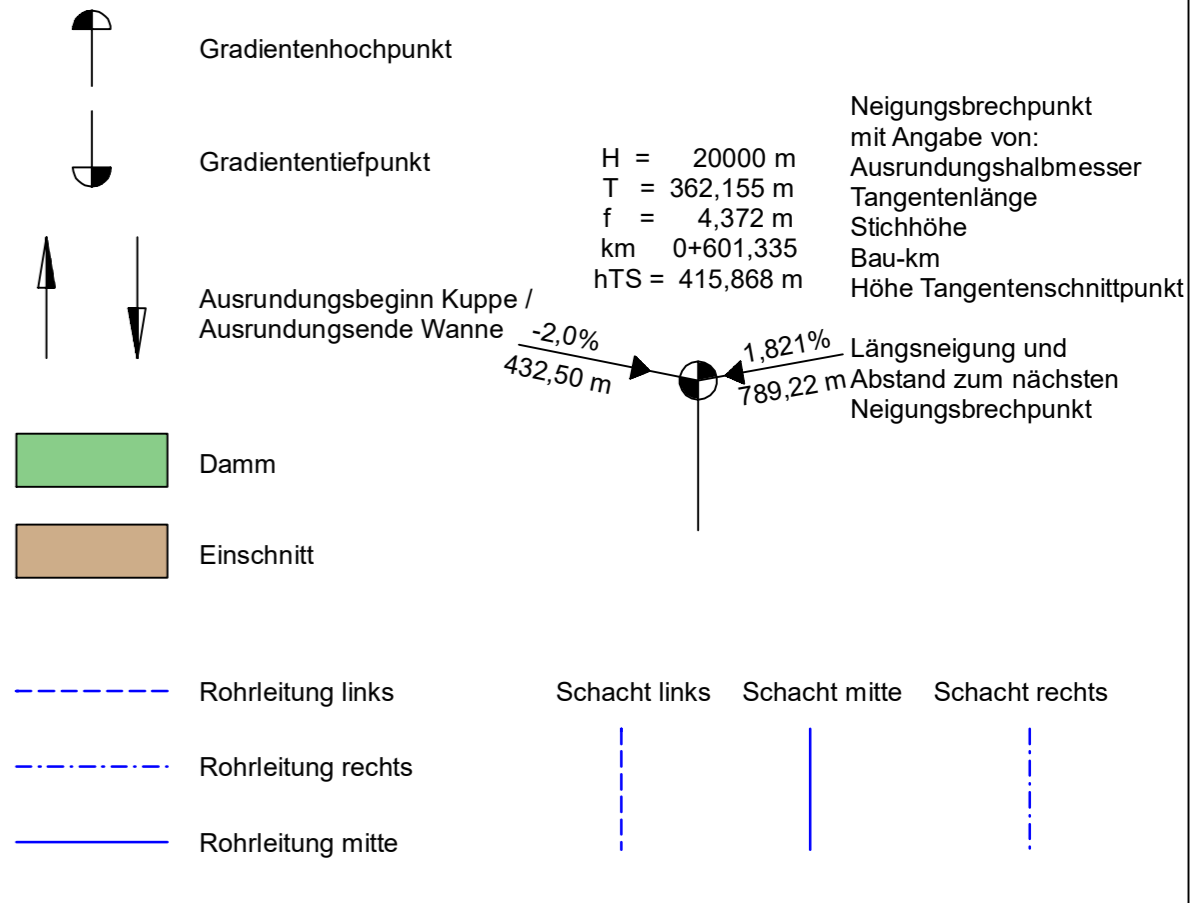 Gradientenhochpunkt
Gradiententiefpunkt
Ausrundungsbeginn Kuppe /
Ausrundungsende Wanne
H = 20000 m
T = 362,155 m
f = 4,372 m
km 0+601,335
hTS = 415,868 m
Neigungsbrechpunkt
mit Angabe von:
Ausrundungshalbmesser
Tangentenlänge
Stichhöhe
Bau-km
Höhe Tangentenschnittpunkt
-2,0%
432,50 m
1,821%
789,22 m
Längsneigung und
Abstand zum nächsten
Neigungsbrechpunkt
Damm
Einschnitt
Rohrleitung links
Rohrleitung rechts
Rohrleitung mitte
Schacht links
Schacht mitte
Schacht rechts